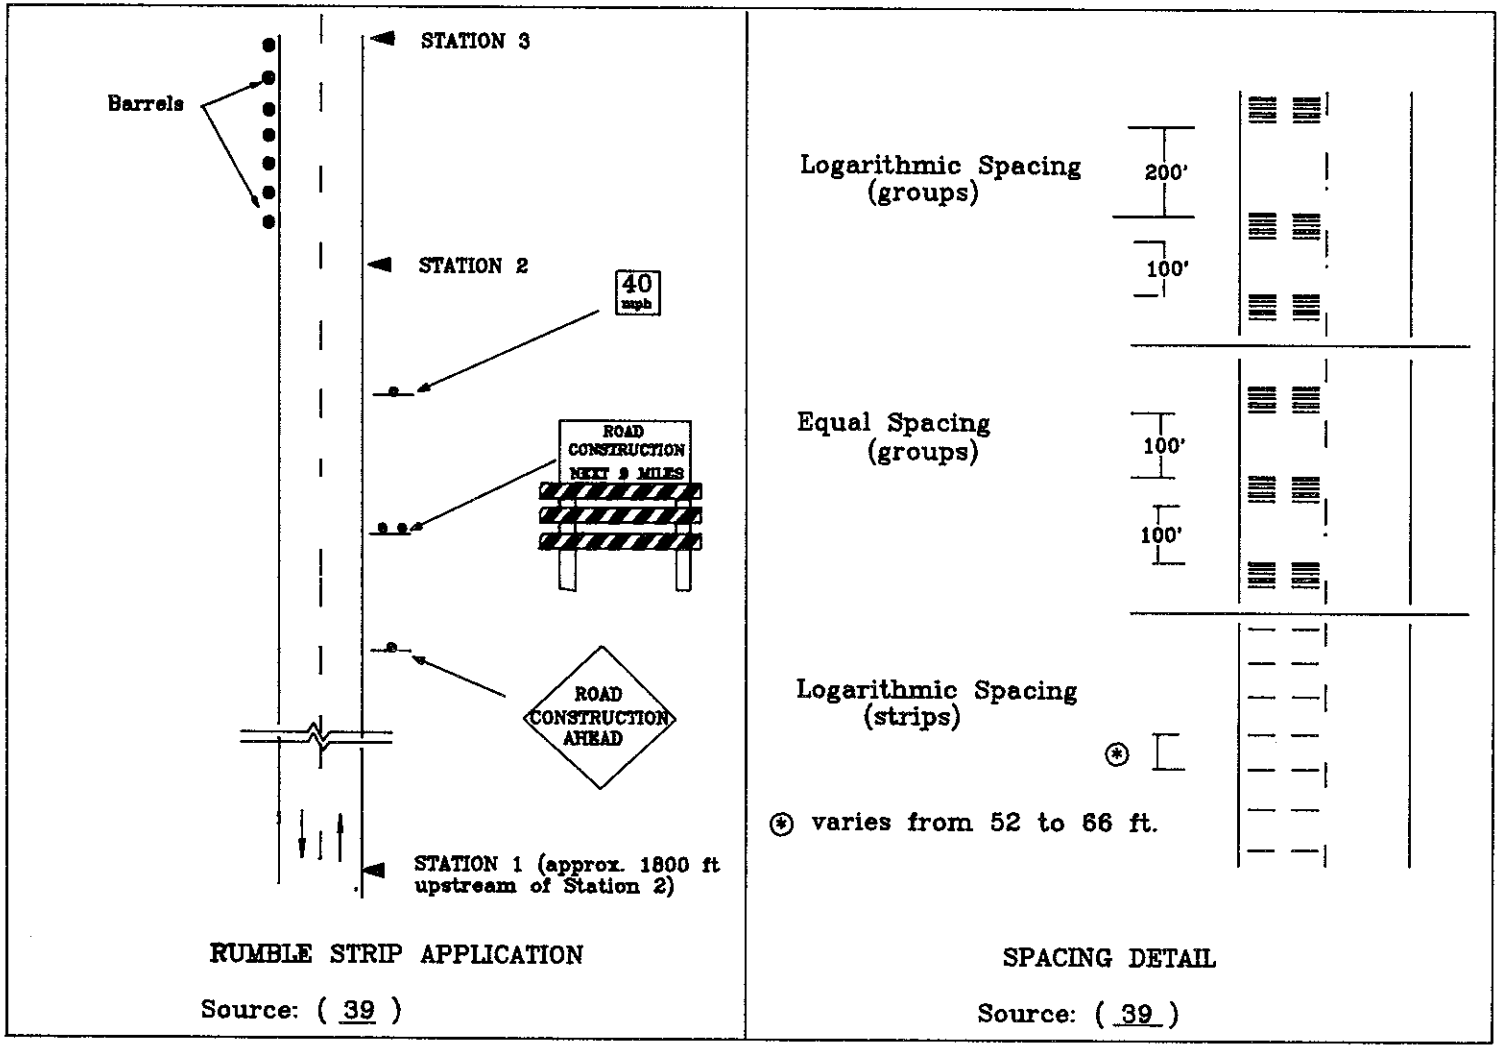 STATION 3
Barrels
STATION 2
40
mph
ROAD
CONSTRUCTION
NEXT 9 MILES
ROAD
CONSTRUCTION
AHEAD
STATION 1 (approx. 1800 ft
upstream of Station 2)
RUMBLE STRIP APPLICATION
Source: ( 39 )
Logarithmic Spacing
(groups)
200'
100'
Equal Spacing
(groups)
100'
100'
Logarithmic Spacing
(strips)
(*)
(*) varies from 52 to 66 ft.
SPACING DETAIL
Source: ( 39 )